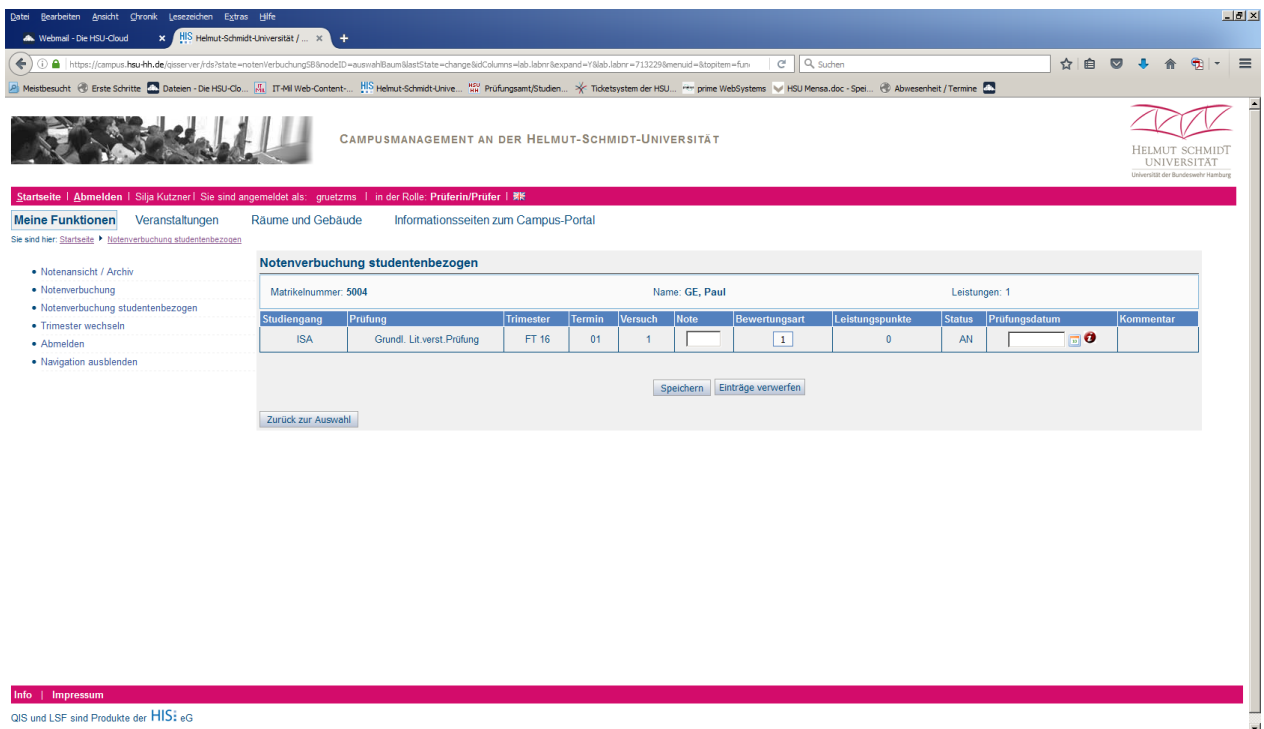 Datei Bearbeiten Ansicht Chronik Lesezeichen Extras Hilfe
Webmail - Die HSU-Cloud × HIS Helmut-Schmidt-Universität / ... × +
https://campus.hsu-hh.de/qisserver/rds?state=notenVerbuchungSB&nodeID=auswahlBaum&lastState=change&idColumns=lab.labnr&expand=Y&lab.labnr=713229&menuid=&topitem=fun Suchen
Meistbesucht Erste Schritte Dateien - Die HSU-Clo... IT-Mil Web-Content-... HIS Helmut-Schmidt-Unive... Prüfungsamt/Studen... Ticketsystem der HSU... prime WebSystems HSU Mensa.doc - Spei... Abwesenheit / Termine
CAMPUSMANAGEMENT AN DER HELMUT-SCHMIDT-UNIVERSITÄT
HELMUT SCHMIDT
UNIVERSITÄT
Universität der Bundeswehr Hamburg
Startseite | Abmelden | Silja Kutzner | Sie sind angemeldet als: gruetzms | in der Rolle: Prüferin/Prüfer |
Meine Funktionen Veranstaltungen Räume und Gebäude Informationsseiten zum Campus-Portal
Sie sind hier: Startseite Notenverbuchung studentenbezogen
Notenansicht / Archiv
Notenverbuchung
Notenverbuchung studentenbezogen
Trimester wechseln
Abmelden
Navigation ausblenden
Notenverbuchung studentenbezogen
Matrikelnummer: 5004 Name: GE, Paul Leistungen: 1
Studiengang Prüfung Trimester Termin Versuch Note Bewertungsart Leistungspunkte Status Prüfungsdatum Kommentar
ISA Grundl. Lit.verst.Prüfung FT 16 01 1 1 0 AN
Speichern Einträge verwerfen
Zurück zur Auswahl
Info | Impressum
QIS und LSF sind Produkte der HIS: eG